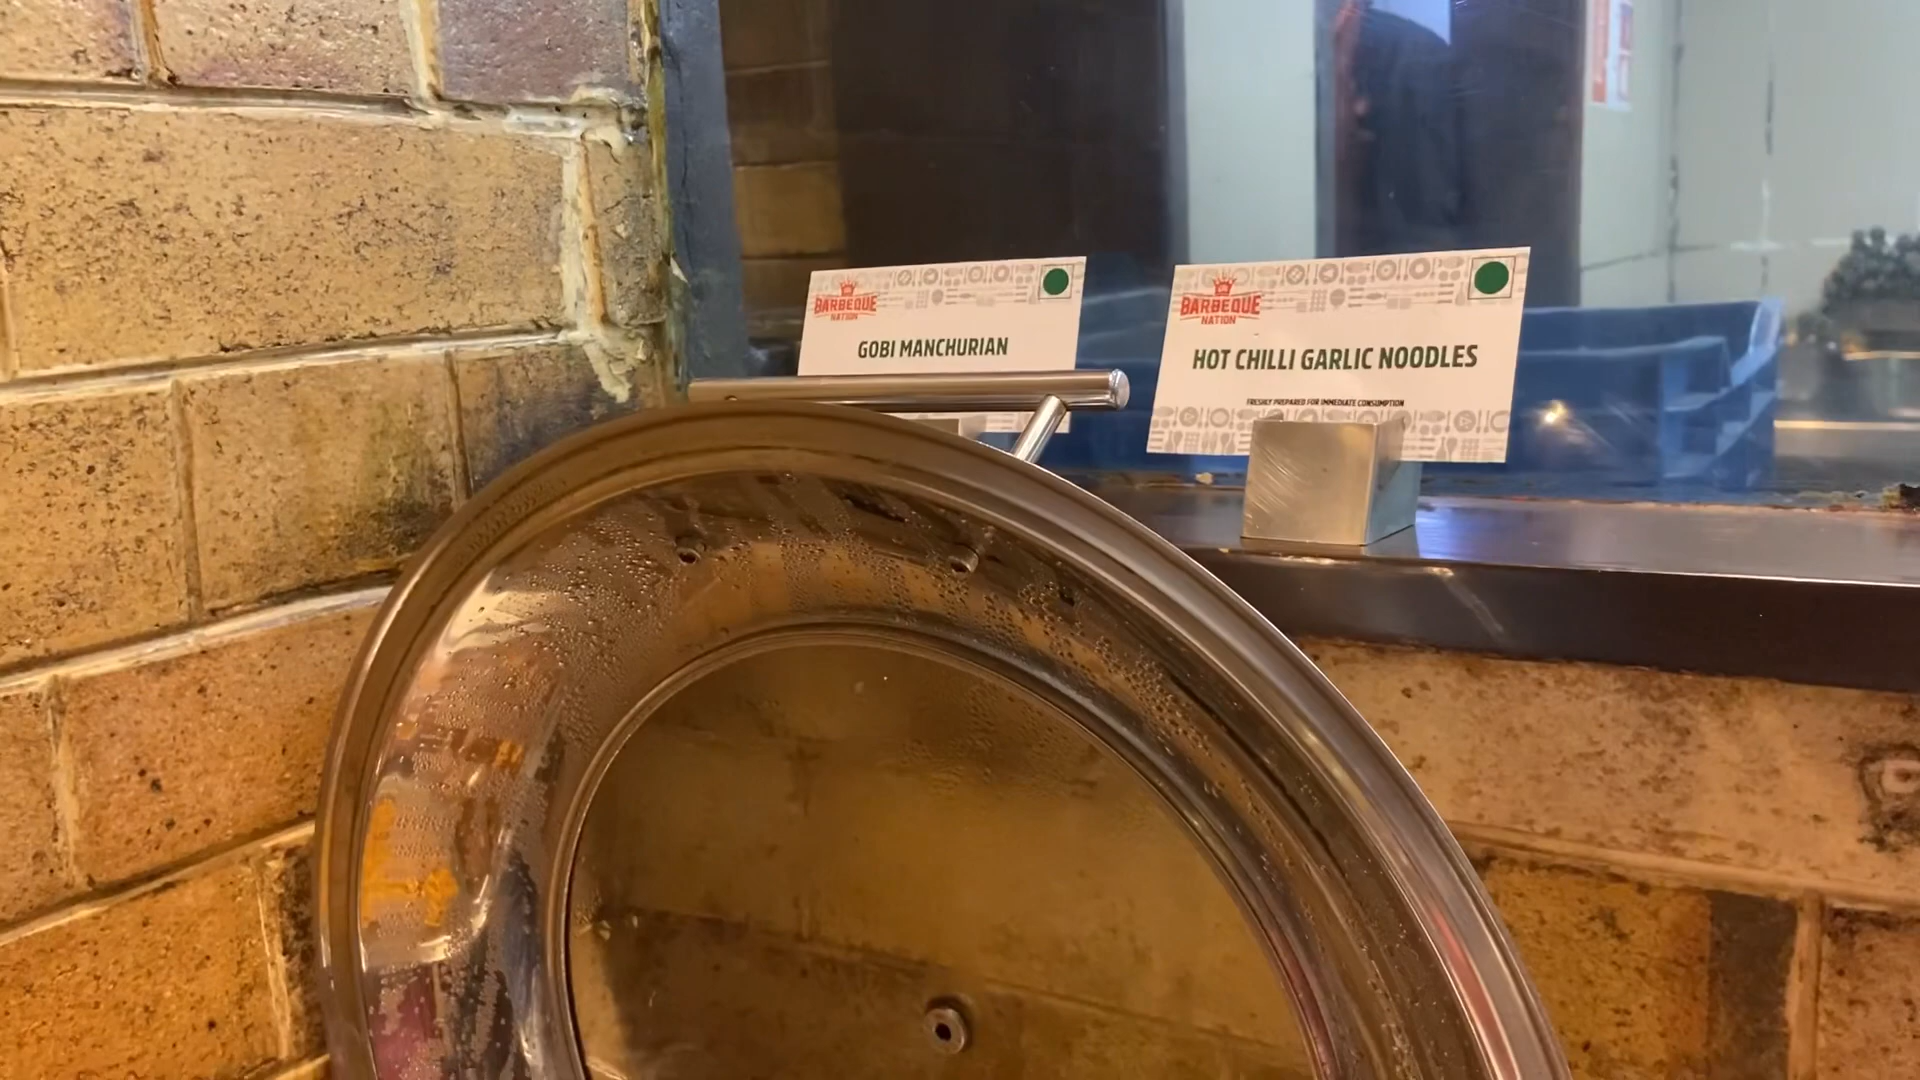 BARBEQUE
NATION
GOBI MANCHURIAN
BARBEQUE
NATION
HOT CHILLI GARLIC NOODLES
FRESHLY PREPARED FOR IMMEDIATE CONSUMPTION